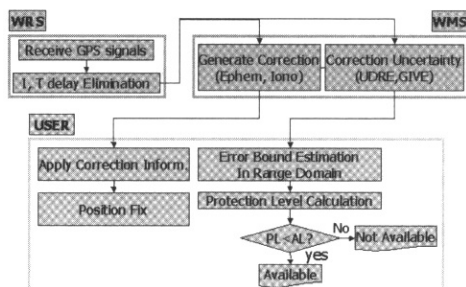 WRS
WMS
Receive GPS signals
I, T delay Elimination
Generate Correction
(Ephem, Iono)
Correction Uncertainty
(UDRE,GIVE)
USER
Apply Correction Inform.
Position Fix
Error Bound Estimation
In Range Domain
Protection Level Calculation
PL<AL?
No
Not Available
yes
Available